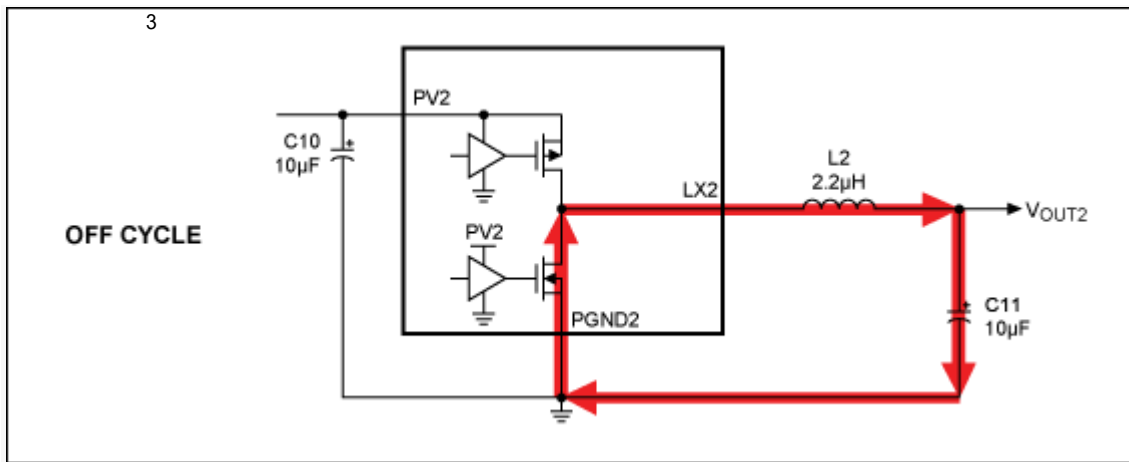 3
PV2
C10
10µF
L2
2.2µH
LX2
VOUT2
OFF CYCLE
PV2
C11
10µF
PGND2